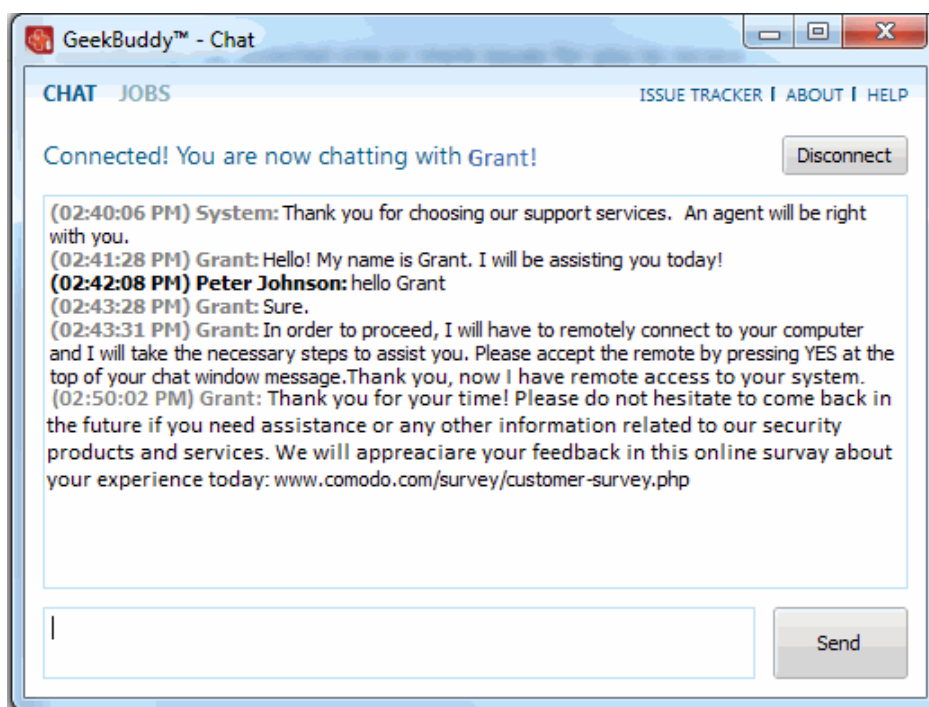 GeekBuddy™ - Chat
CHAT JOBS
ISSUE TRACKER | ABOUT | HELP
Connected! You are now chatting with Grant!
Disconnect
(02:40:06 PM) System: Thank you for choosing our support services.  An agent will be right
with you.
(02:41:28 PM) Grant: Hello! My name is Grant. I will be assisting you today!
(02:42:08 PM) Peter Johnson: hello Grant
(02:43:28 PM) Grant: Sure.
(02:43:31 PM) Grant: In order to proceed, I will have to remotely connect to your computer
and I will take the necessary steps to assist you. Please accept the remote by pressing YES at the
top of your chat window message.Thank you, now I have remote access to your system.
(02:50:02 PM) Grant: Thank you for your time! Please do not hesitate to come back in
the future if you need assistance or any other information related to our security
products and services. We will appreaciare your feedback in this online survay about
your experience today: www.comodo.com/survey/customer-survey.php
Send